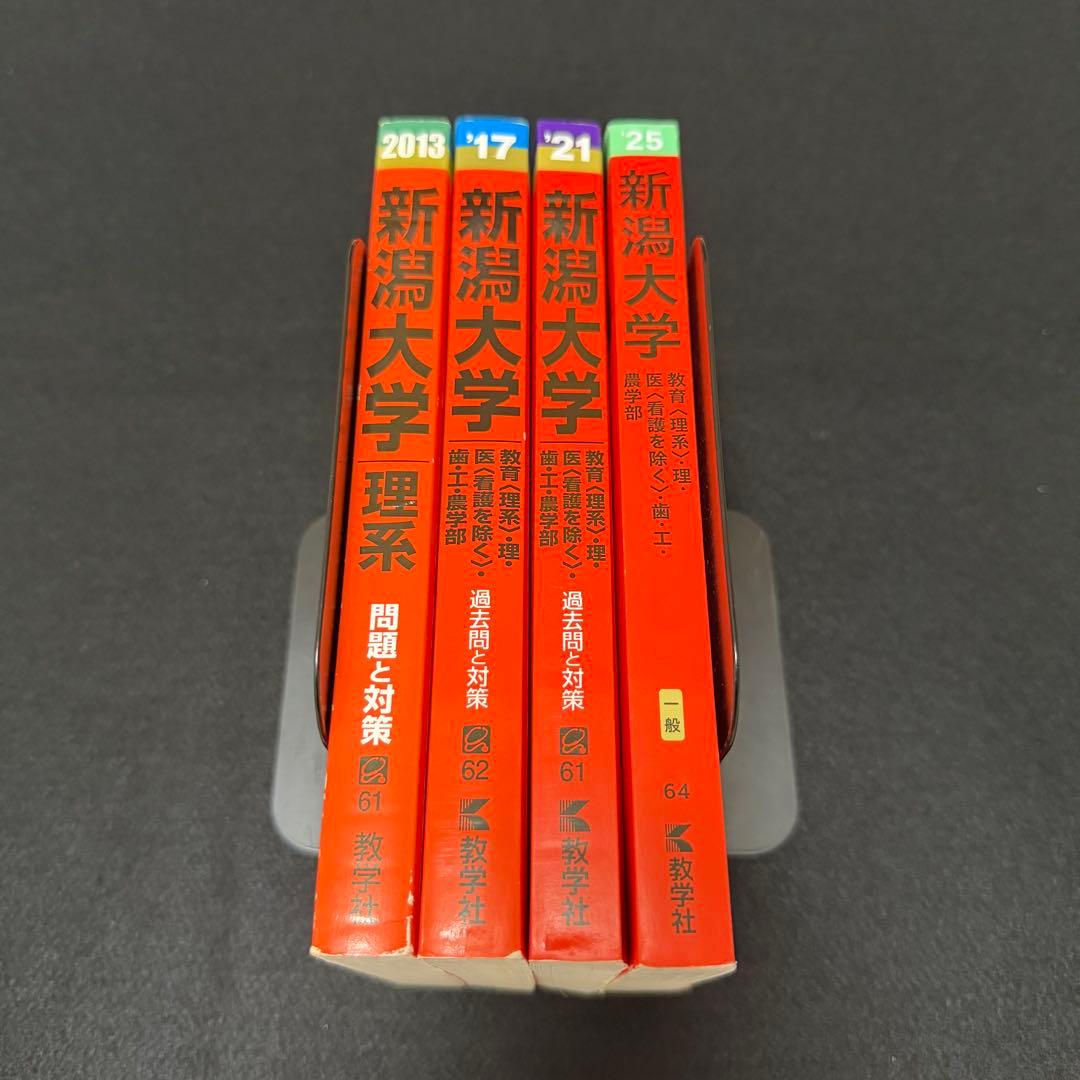 2013
新潟大学
理系
問題と対策
61
教学社
'17
新潟大学
教育〈理系〉・理・
医〈看護を除く〉・
歯・工・農学部
過去問と対策
62
教学社
'21
新潟大学
教育〈理系〉・理・
医〈看護を除く〉・
歯・工・農学部
過去問と対策
61
教学社
'25
新潟大学
教育〈理系〉・理・
医〈看護を除く〉・歯・工・
農学部
一般
64
教学社